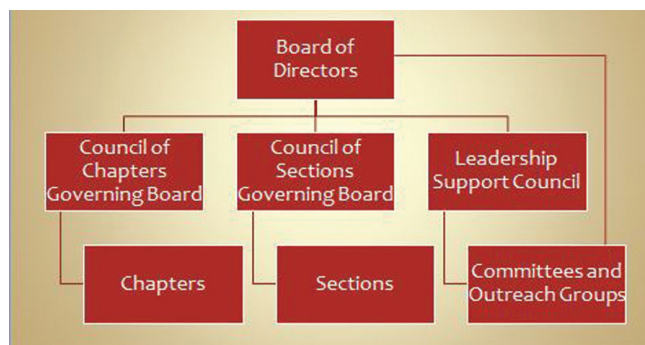 Board of
Directors
Council of
Chapters
Governing Board
Council of
Sections
Governing Board
Leadership
Support Council
Chapters
Sections
Committees and
Outreach Groups